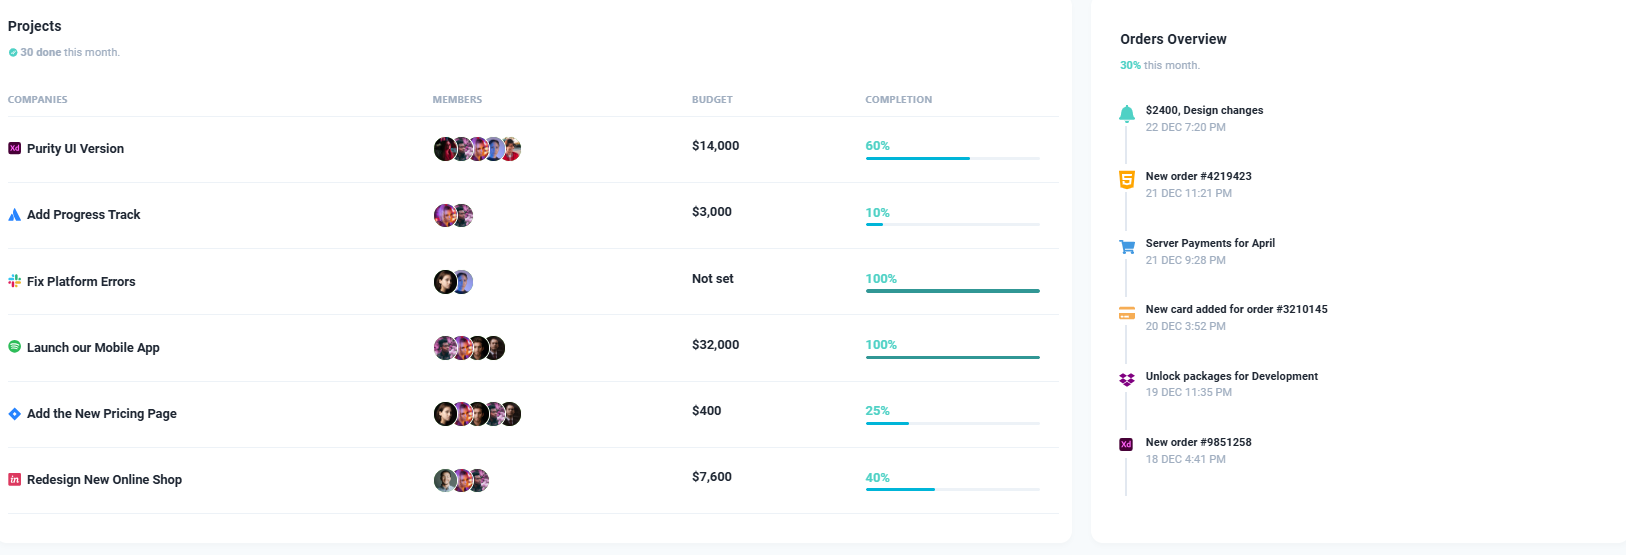 Projects
30 done this month.
COMPANIES MEMBERS BUDGET COMPLETION
Xd Purity UI Version $14,000 60%
Add Progress Track $3,000 10%
Fix Platform Errors Not set 100%
Launch our Mobile App $32,000 100%
Add the New Pricing Page $400 25%
in Redesign New Online Shop $7,600 40%
Orders Overview
30% this month.
$2400, Design changes
22 DEC 7:20 PM
5 New order #4219423
21 DEC 11:21 PM
Server Payments for April
21 DEC 9:28 PM
New card added for order #3210145
20 DEC 3:52 PM
Unlock packages for Development
19 DEC 11:35 PM
Xd New order #9851258
18 DEC 4:41 PM